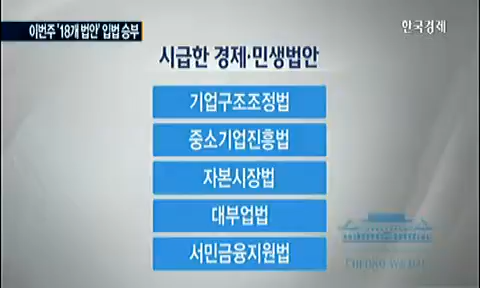 이번주 '18개 법안' 입법 승부
한국경제
시급한 경제·민생법안
기업구조조정법
중소기업진흥법
자본시장법
대부업법
서민금융지원법